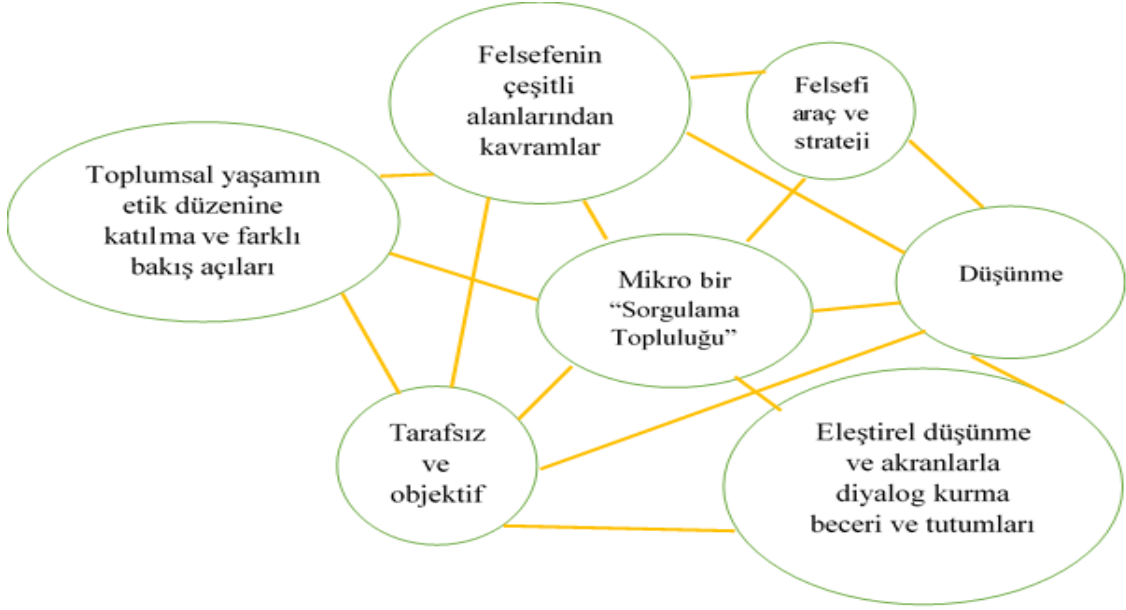 Felsefenin
çeşitli
alanlarından
kavramlar
Felsefi
araç ve
strateji
Toplumsal yaşamın
etik düzenine
katılma ve farklı
bakış açıları
Mikro bir
“Sorgulama
Topluluğu”
Düşünme
Tarafsız
ve
objektif
Eleştirel düşünme
ve akranlarla
diyalog kurma
beceri ve tutumları